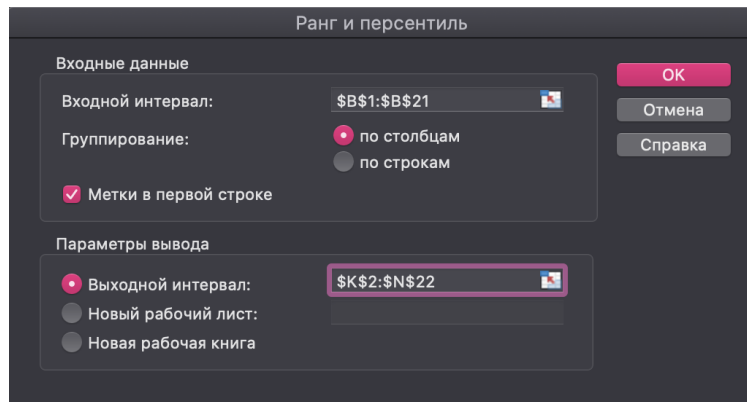 Ранг и персентиль
Входные данные
Входной интервал: $B$1:$B$21
Группирование: по столбцам
по строкам
Метки в первой строке
OK
Отмена
Справка
Параметры вывода
Выходной интервал: $K$2:$N$22
Новый рабочий лист:
Новая рабочая книга